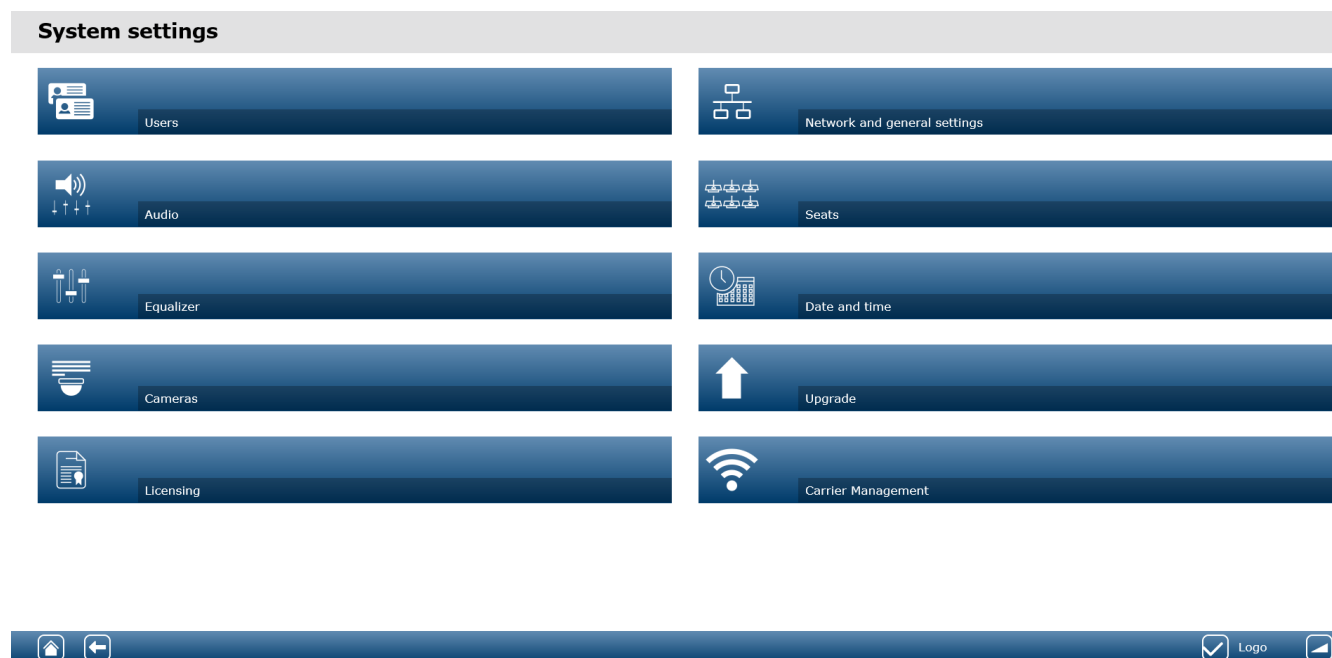 System settings
Users
Network and general settings
Audio
Seats
Equalizer
Date and time
Cameras
Upgrade
Licensing
Carrier Management
Logo